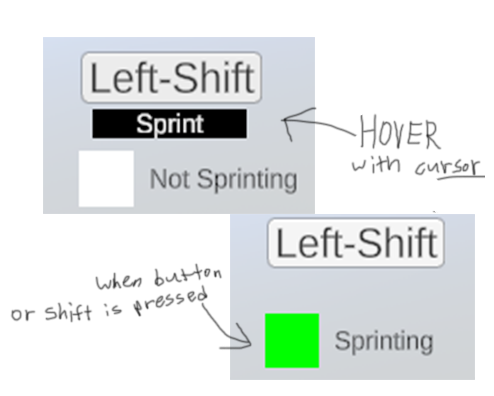 Left-Shift
Sprint
Not Sprinting
HOVER
with cursor
Left-Shift
when button
or shift is pressed
Sprinting